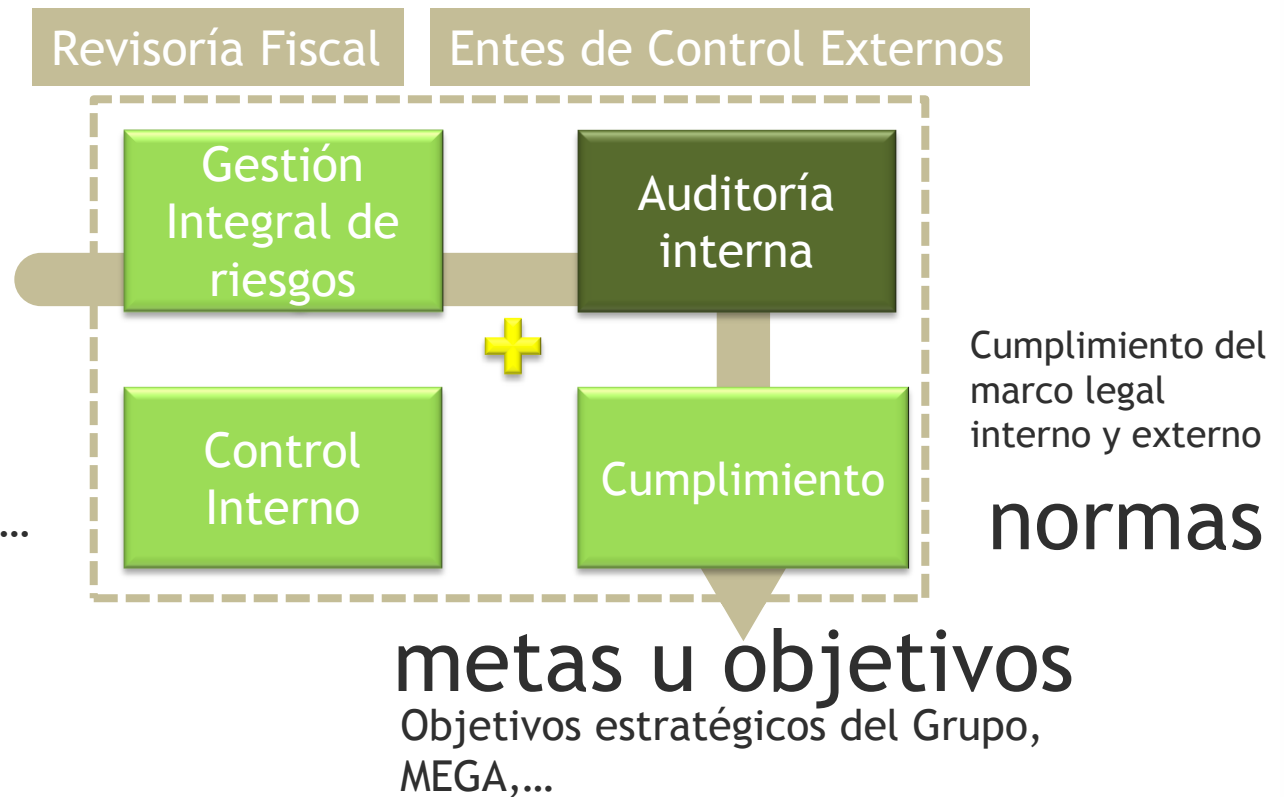 Revisoría Fiscal
Entes de Control Externos
Gestión
Integral de
riesgos
Auditoría
interna
Control
Interno
Cumplimiento
Cumplimiento del
marco legal
interno y externo
normas
…
metas u objetivos
Objetivos estratégicos del Grupo,
MEGA,…